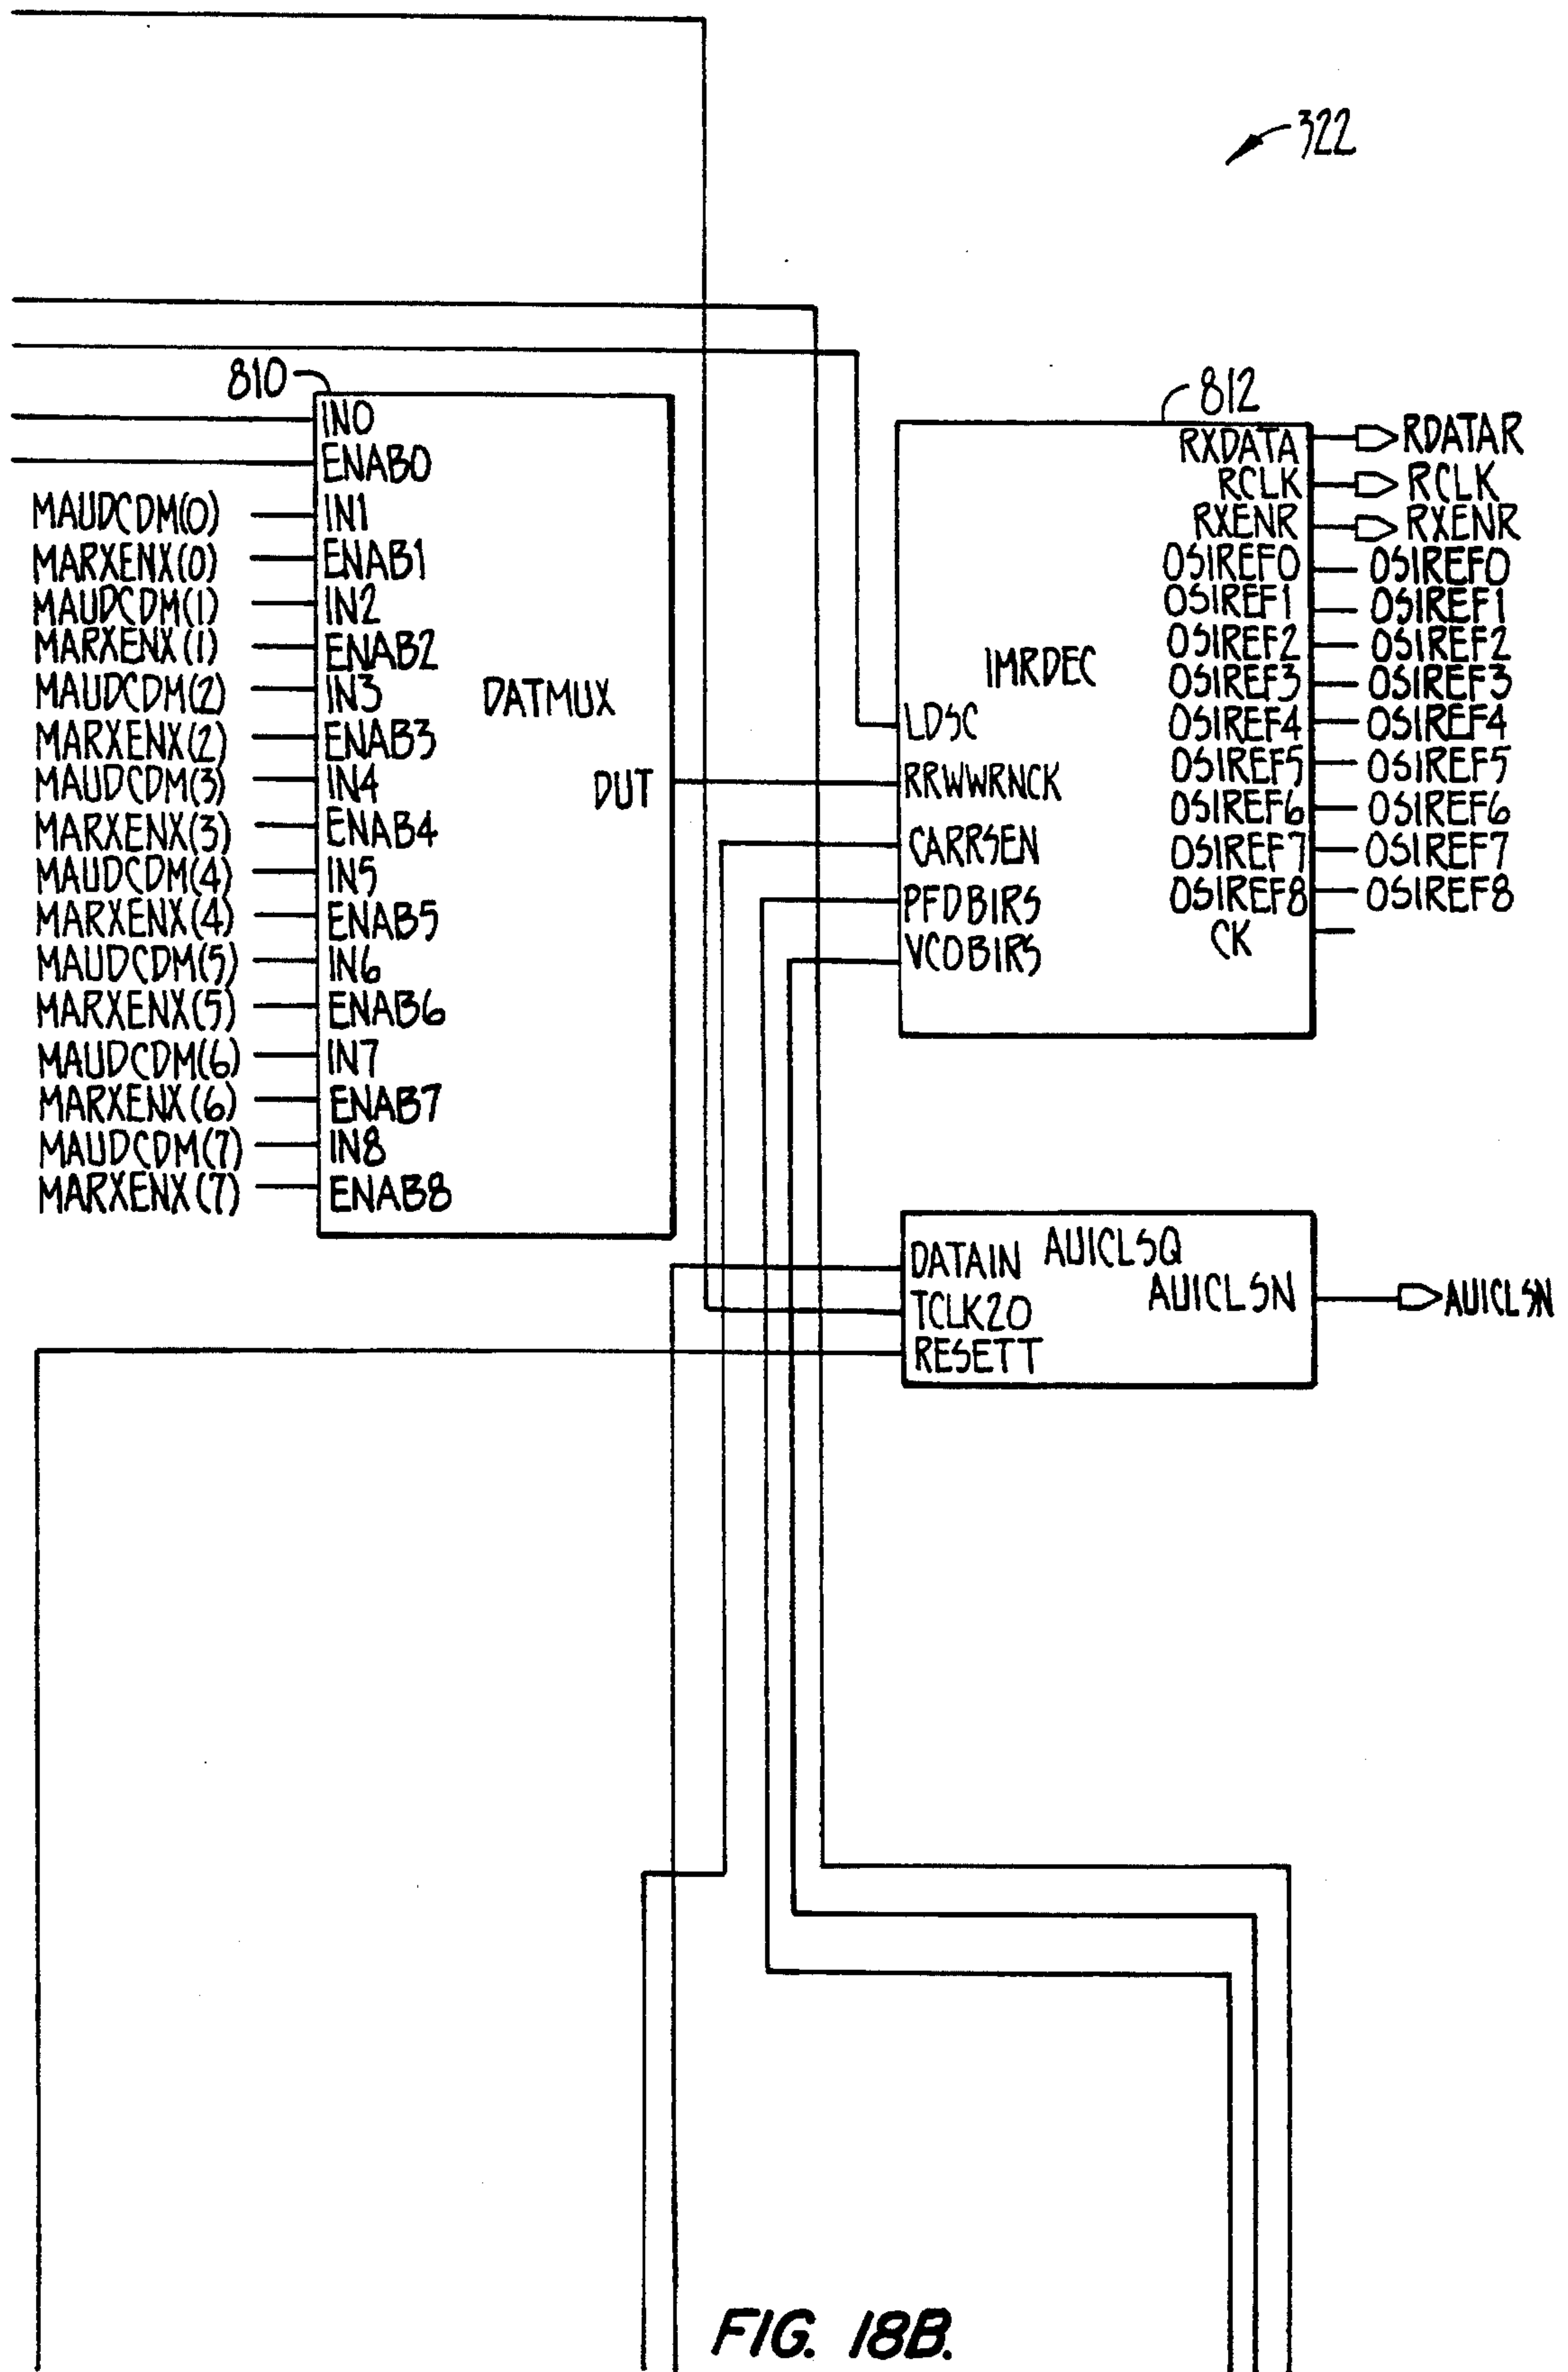 322
810
IN0
ENAB0
MAUDCDM(0) IN1
MARXENX(0) ENAB1
MAUDCDM(1) IN2
MARXENX(1) ENAB2
MAUDCDM(2) IN3
MARXENX(2) ENAB3
MAUDCDM(3) IN4
MARXENX(3) ENAB4
MAUDCDM(4) IN5
MARXENX(4) ENAB5
MAUDCDM(5) IN6
MARXENX(5) ENAB6
MAUDCDM(6) IN7
MARXENX(6) ENAB7
MAUDCDM(7) IN8
MARXENX(7) ENAB8
DATMUX
DUT
812
RXDATA RDATAR
RCLK RCLK
RXENR RXENR
OSIREF0 OSIREF0
OSIREF1 OSIREF1
OSIREF2 OSIREF2
OSIREF3 OSIREF3
OSIREF4 OSIREF4
OSIREF5 OSIREF5
OSIREF6 OSIREF6
OSIREF7 OSIREF7
OSIREF8 OSIREF8
CK
IMRDEC
LDSC
RRWWRNCK
CARRSEN
PFDBIRS
VCOBIRS
DATAIN AUICLSQ
AUICLSN AUICLSN
TCLK20
RESETT
FIG. 18B.